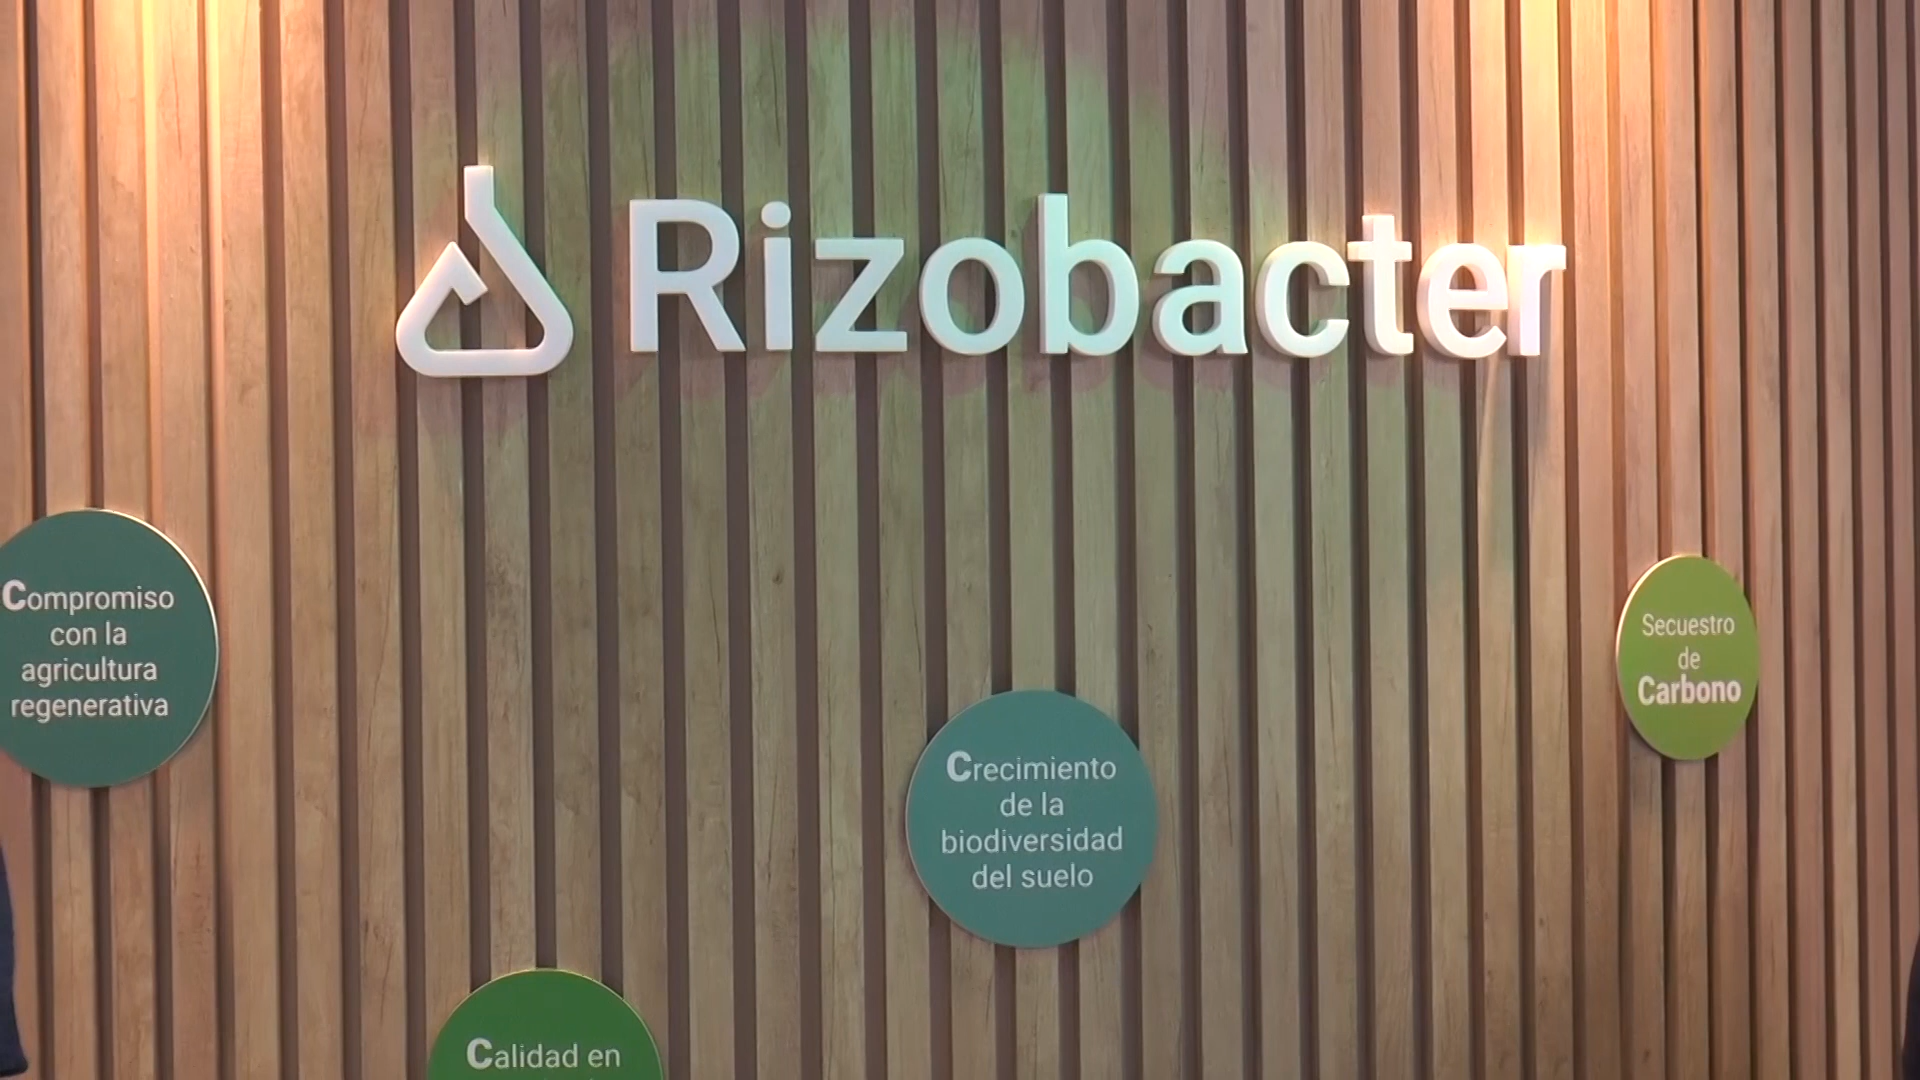 Rizobacter
Compromiso
con la
agricultura
regenerativa
Secuestro
de
Carbono
Crecimiento
de la
biodiversidad
del suelo
Calidad en